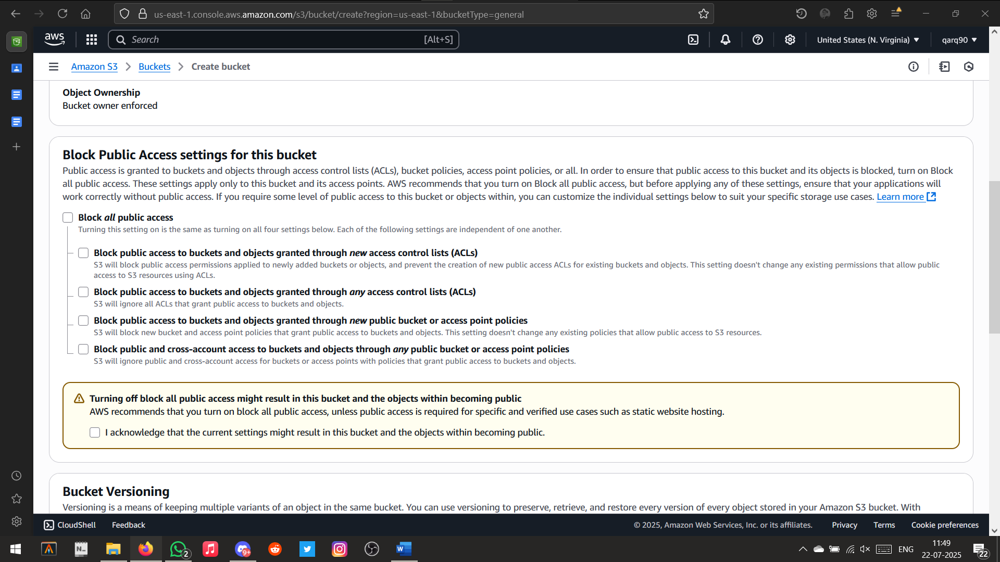 us-east-1.console.aws.amazon.com/s3/bucket/create?region=us-east-1&bucketType=general
aws
Search
[Alt+S]
United States (N. Virginia)
qarq90
Amazon S3
Buckets
Create bucket
Object Ownership
Bucket owner enforced
Block Public Access settings for this bucket
Public access is granted to buckets and objects through access control lists (ACLs), bucket policies, access point policies, or all. In order to ensure that public access to this bucket and its objects is blocked, turn on Block
all public access. These settings apply only to this bucket and its access points. AWS recommends that you turn on Block all public access, but before applying any of these settings, ensure that your applications will
work correctly without public access. If you require some level of public access to this bucket or objects within, you can customize the individual settings below to suit your specific storage use cases. Learn more
Block all public access
Turning this setting on is the same as turning on all four settings below. Each of the following settings are independent of one another.
Block public access to buckets and objects granted through new access control lists (ACLs)
S3 will block public access permissions applied to newly added buckets or objects, and prevent the creation of new public access ACLs for existing buckets and objects. This setting doesn't change any existing permissions that allow public
access to S3 resources using ACLs.
Block public access to buckets and objects granted through any access control lists (ACLs)
S3 will ignore all ACLs that grant public access to buckets and objects.
Block public access to buckets and objects granted through new public bucket or access point policies
S3 will block new bucket and access point policies that grant public access to buckets and objects. This setting doesn't change any existing policies that allow public access to S3 resources.
Block public and cross-account access to buckets and objects through any public bucket or access point policies
S3 will ignore public and cross-account access for buckets or access points with policies that grant public access to buckets and objects.
Turning off block all public access might result in this bucket and the objects within becoming public
AWS recommends that you turn on block all public access, unless public access is required for specific and verified use cases such as static website hosting.
I acknowledge that the current settings might result in this bucket and the objects within becoming public.
Bucket Versioning
Versioning is a means of keeping multiple variants of an object in the same bucket. You can use versioning to preserve, retrieve, and restore every version of every object stored in your Amazon S3 bucket. With
CloudShell
Feedback
© 2025, Amazon Web Services, Inc. or its affiliates.
Privacy
Terms
Cookie preferences
N_
2
9+
W
ENG
11:49
22-07-2025
22